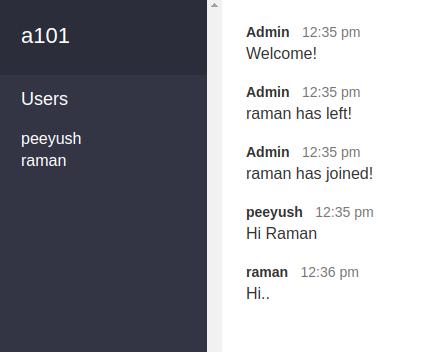 a101
Users
peeyush
raman
Admin 12:35 pm
Welcome!
Admin 12:35 pm
raman has left!
Admin 12:35 pm
raman has joined!
peeyush 12:35 pm
Hi Raman
raman 12:36 pm
Hi..